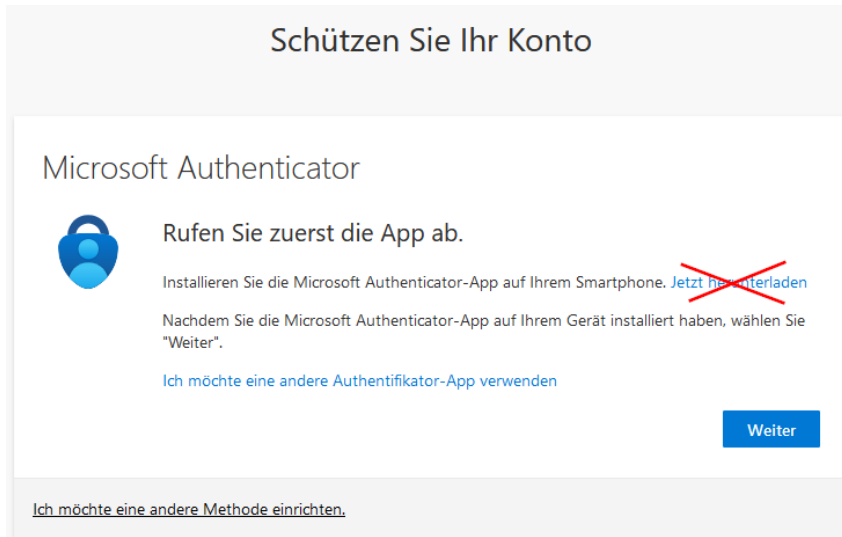 Schützen Sie Ihr Konto
Microsoft Authenticator
Rufen Sie zuerst die App ab.
Installieren Sie die Microsoft Authenticator-App auf Ihrem Smartphone. Jetzt herunterladen
Nachdem Sie die Microsoft Authenticator-App auf Ihrem Gerät installiert haben, wählen Sie
"Weiter".
Ich möchte eine andere Authentifikator-App verwenden
Weiter
Ich möchte eine andere Methode einrichten.